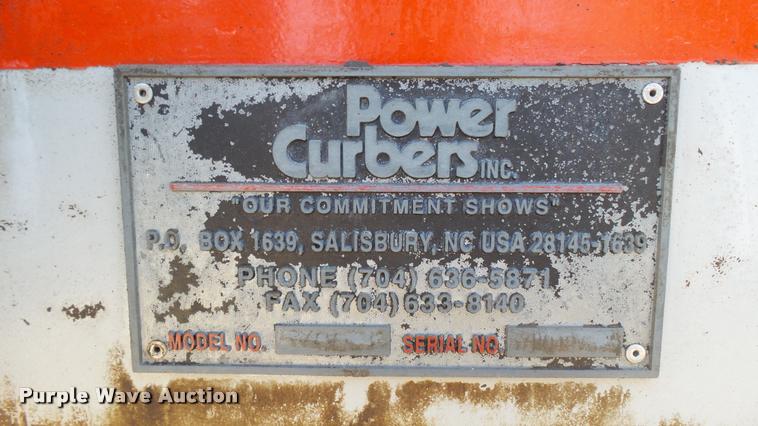 Power
Curbers INC.
"OUR COMMITMENT SHOWS"
P.O. BOX 1639, SALISBURY, NC USA 28145-1639
PHONE (704) 636-5871
FAX (704) 633-8140
MODEL NO. SERIAL NO.
Purple Wave Auction